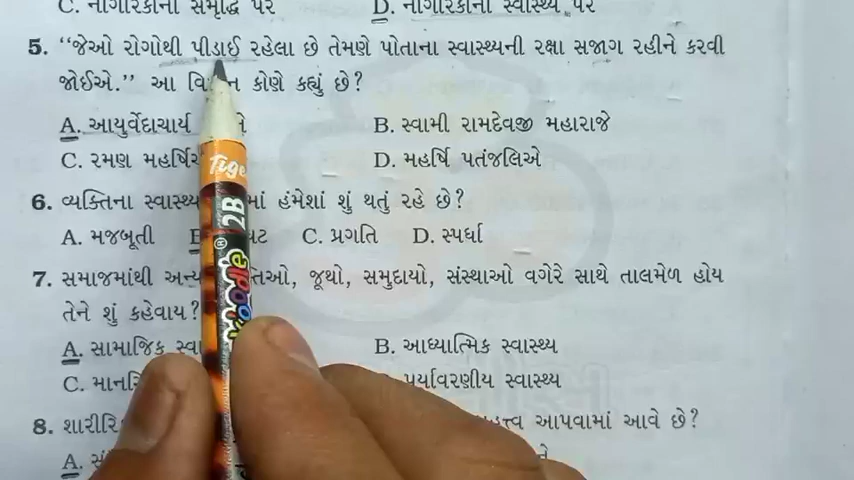 C. નાગરિકોની સમૃદ્ધિ પર D. નાગરિકોના સ્વાસ્થ્ય પર
5. “જેઓ રોગોથી પીડાઈ રહેલા છે તેમણે પોતાના સ્વાસ્થ્યની રક્ષા સજાગ રહીને કરવી
જોઈએ.” આ કોણે કહ્યું છે?
A. આયુર્વેદાચાર્ય B. સ્વામી રામદેવજી મહારાજે
C. રમણ મહર્ષિ D. મહર્ષિ પતંજલિએ
6. વ્યક્તિના સ્વાસ્થ્ય માં હંમેશાં શું થતું રહે છે?
A. મજબૂતી C. પ્રગતિ D. સ્પર્ધા
7. સમાજમાંથી અન્ય જૂથો, સમુદાયો, સંસ્થાઓ વગેરે સાથે તાલમેળ હોય
તેને શું કહેવાય?
A. સામાજિક B. આધ્યાત્મિક સ્વાસ્થ્ય
C. પર્યાવરણીય સ્વાસ્થ્ય
8. આપવામાં આવે છે?
A.
Tiger
2B